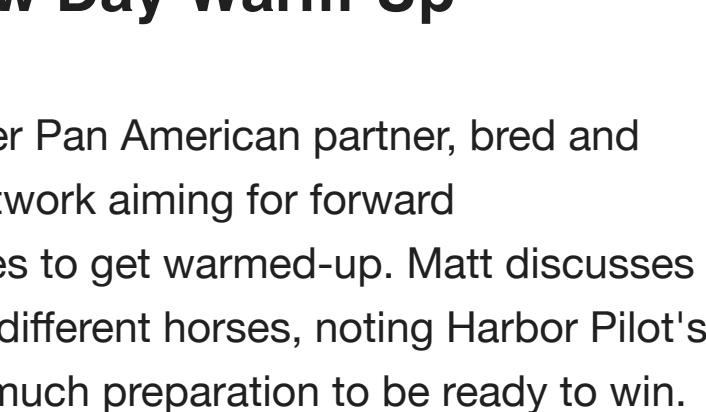 Day Warm-Up
er Pan American partner, bred and
work aiming for forward
es to get warmed-up. Matt discusses
different horses, noting Harbor Pilot's
much preparation to be ready to win.